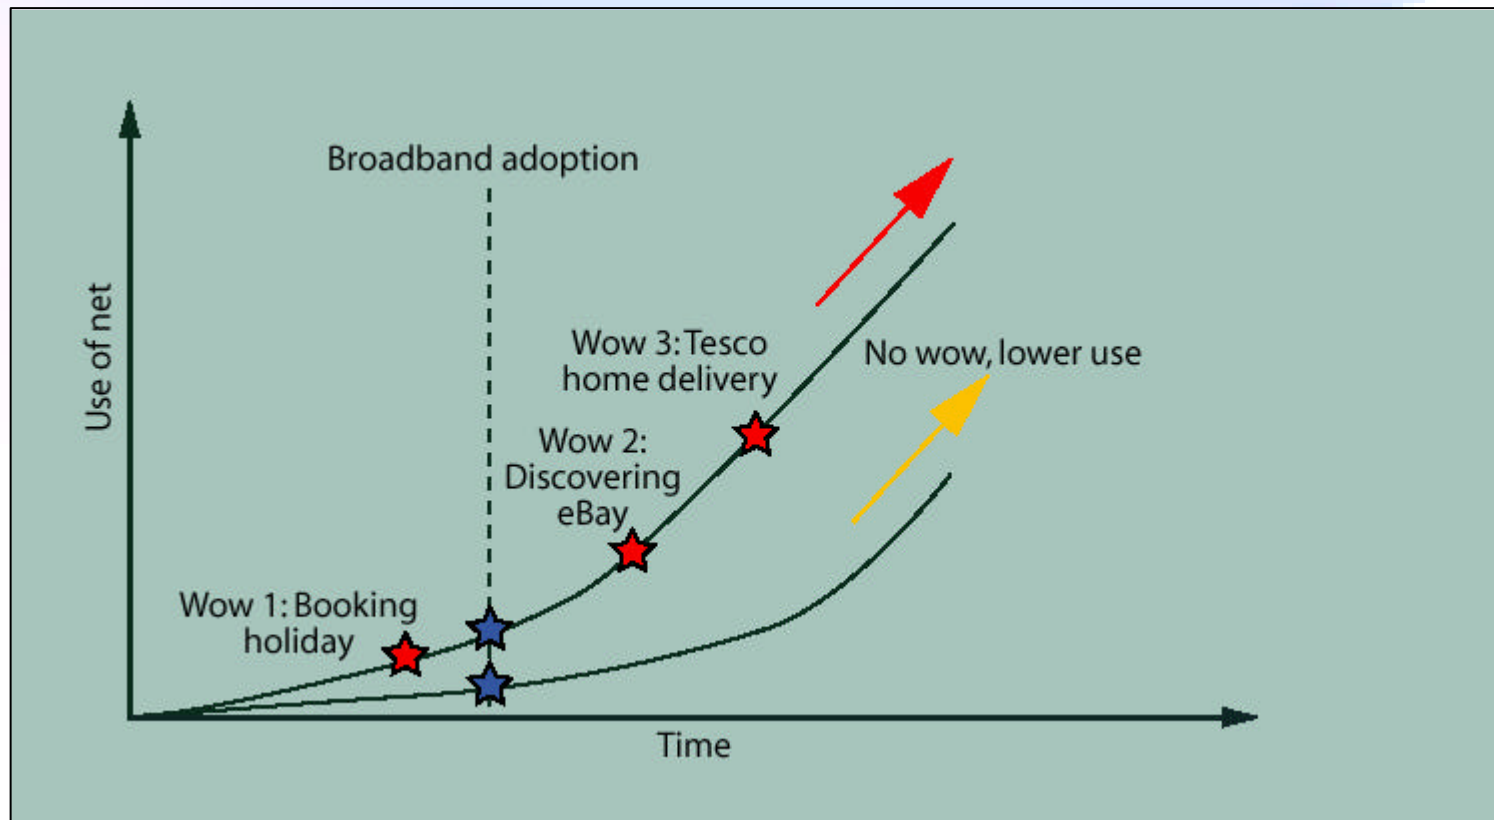 Broadband adoption
Use of net
Wow 3: Tesco
home delivery
No wow, lower use
Wow 2:
Discovering
eBay
Wow 1: Booking
holiday
Time